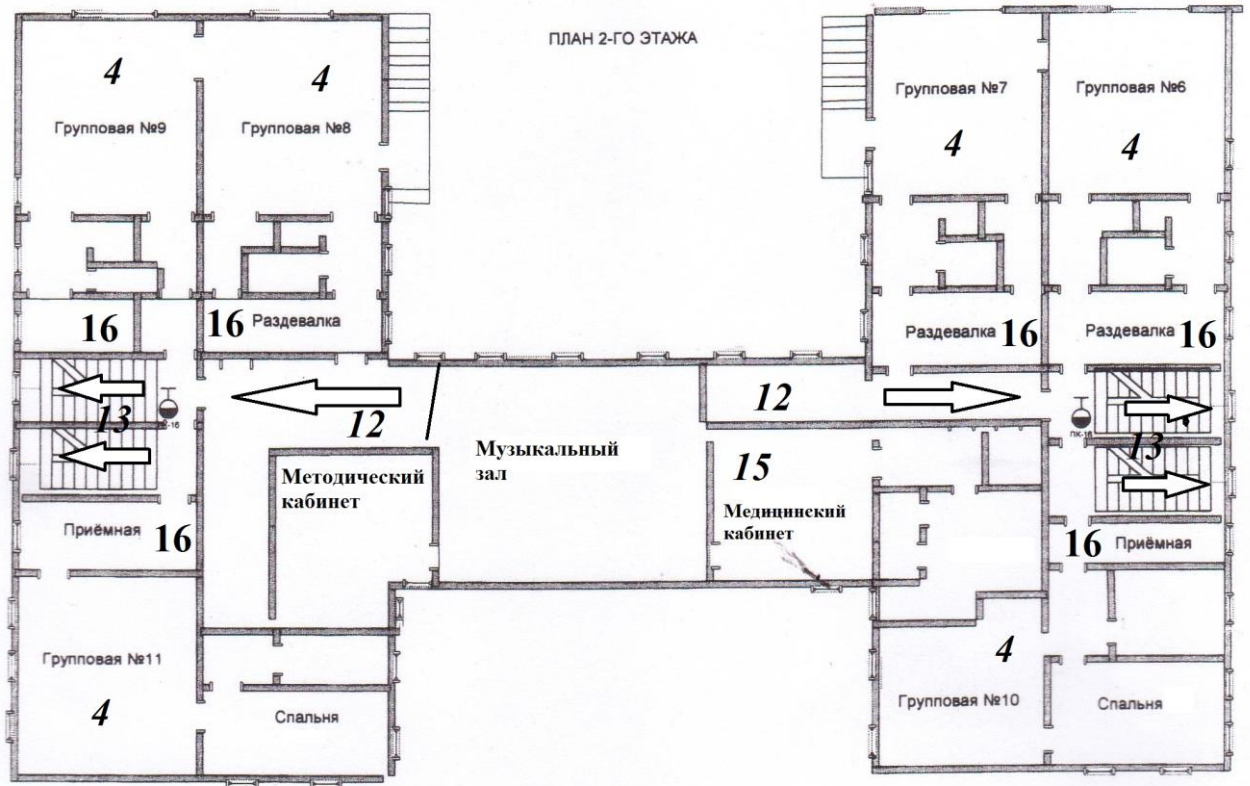 ПЛАН 2-ГО ЭТАЖА
4
Групповая №9
4
Групповая №8
Групповая №7
4
Групповая №6
4
16
16
Раздевалка
Раздевалка
16
Раздевалка
16
13
12
Музыкальный
зал
12
13
ПК-16
Методический
кабинет
15
Медицинский
кабинет
Приёмная
16
16
Приёмная
Групповая №11
4
Спальня
4
Групповая №10
Спальня